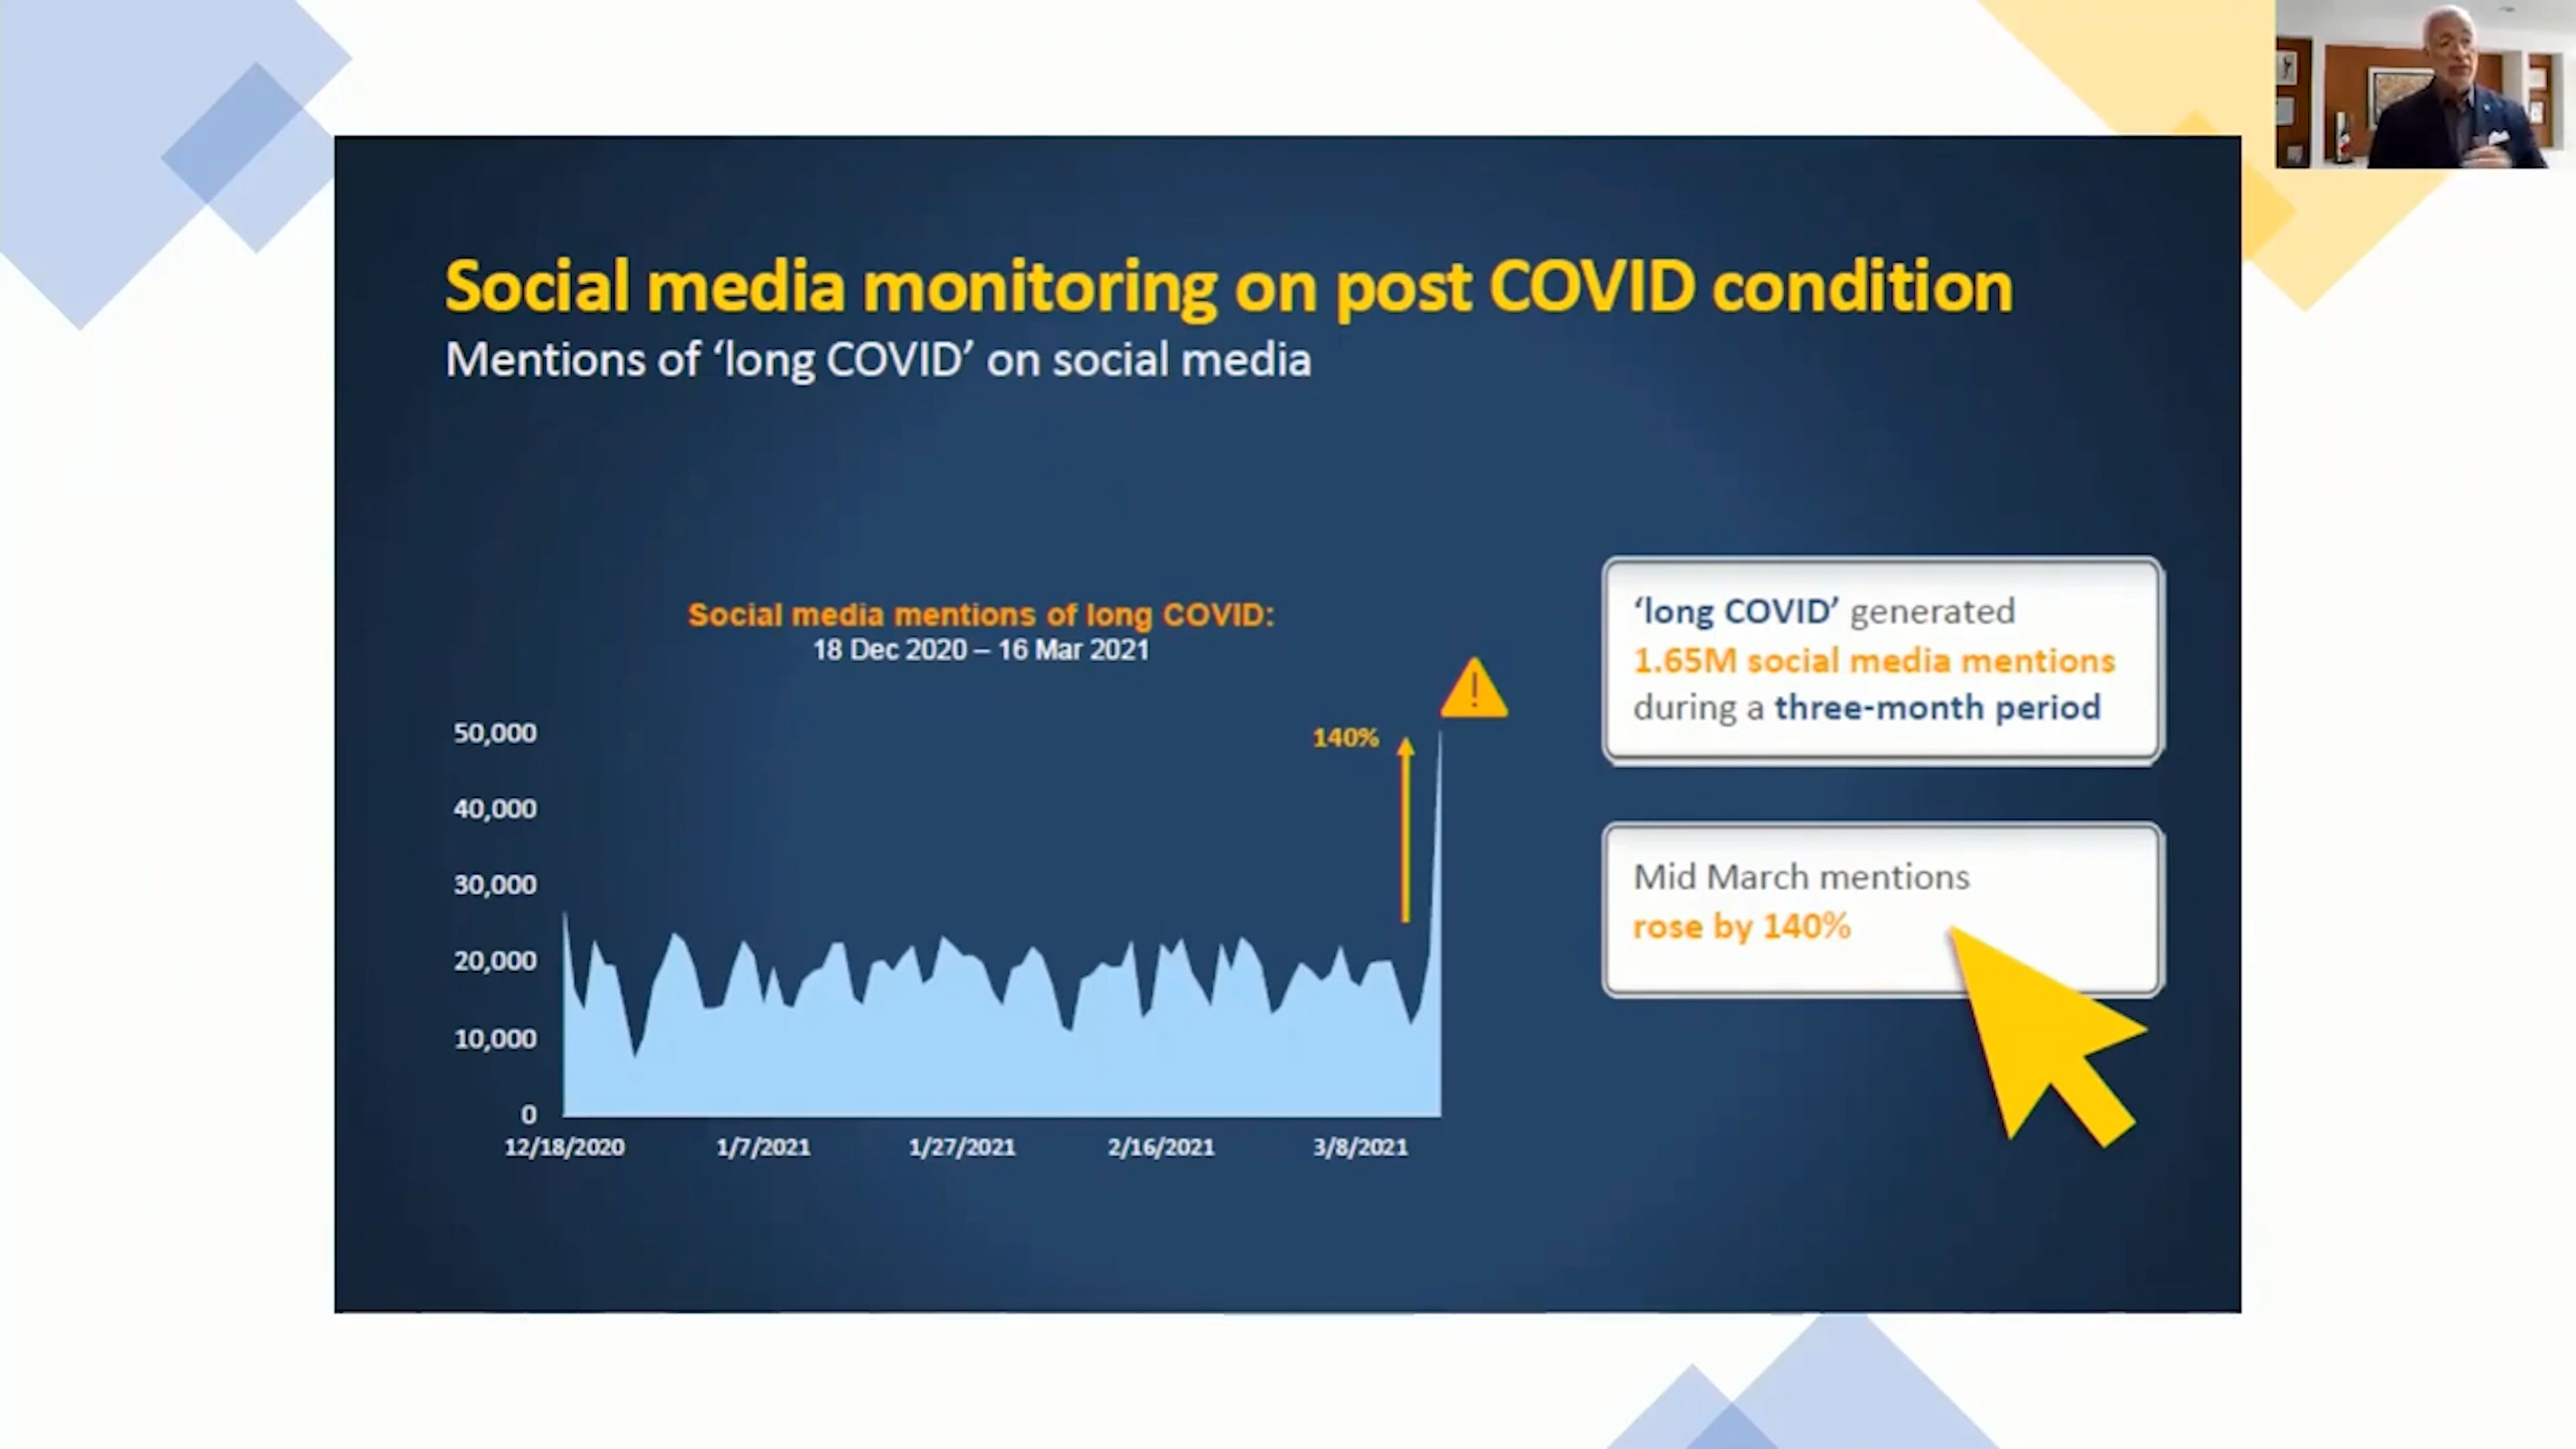 Social media monitoring on post COVID condition
Mentions of ‘long COVID’ on social media
Social media mentions of long COVID:
18 Dec 2020 – 16 Mar 2021
50,000
40,000
30,000
20,000
10,000
0
12/18/2020
1/7/2021
1/27/2021
2/16/2021
3/8/2021
140%
!
‘long COVID’ generated
1.65M social media mentions
during a three-month period
Mid March mentions
rose by 140%